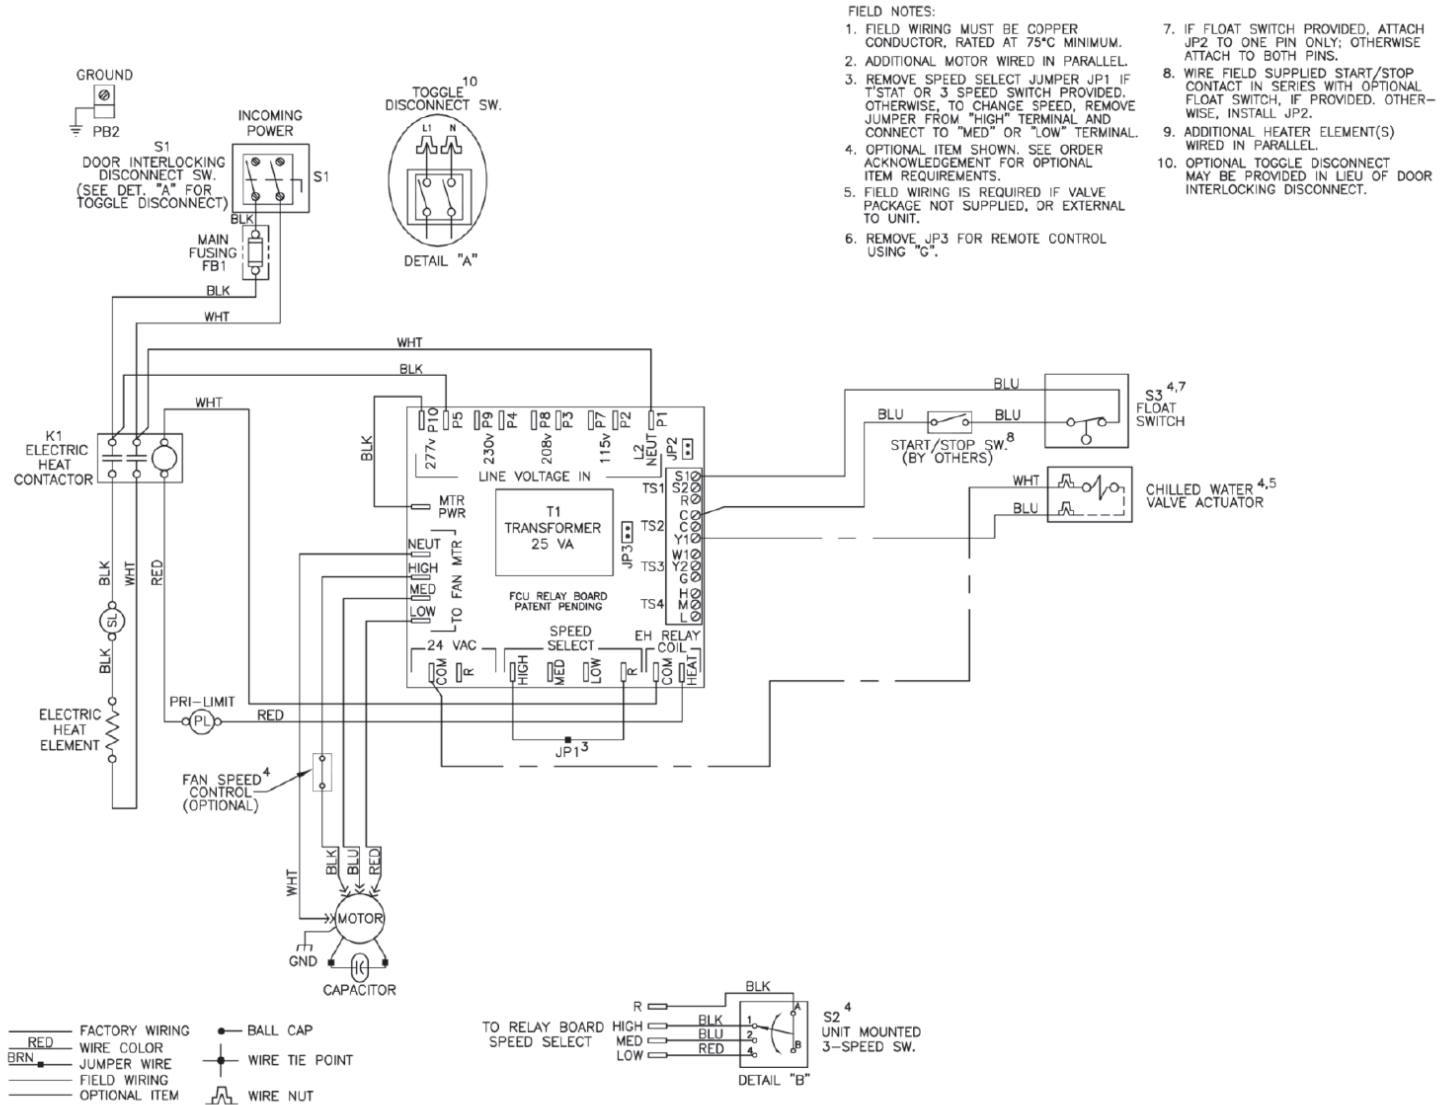 FIELD NOTES:
1. FIELD WIRING MUST BE COPPER
CONDUCTOR, RATED AT 75°C MINIMUM.
2. ADDITIONAL MOTOR WIRED IN PARALLEL.
3. REMOVE SPEED SELECT JUMPER JP1 IF
T'STAT OR 3 SPEED SWITCH PROVIDED.
OTHERWISE, TO CHANGE SPEED, REMOVE
JUMPER FROM "HIGH" TERMINAL AND
CONNECT TO "MED" OR "LOW" TERMINAL.
4. OPTIONAL ITEM SHOWN. SEE ORDER
ACKNOWLEDGEMENT FOR OPTIONAL
ITEM REQUIREMENTS.
5. FIELD WIRING IS REQUIRED IF VALVE
PACKAGE NOT SUPPLIED, OR EXTERNAL
TO UNIT.
6. REMOVE JP3 FOR REMOTE CONTROL
USING "G".
7. IF FLOAT SWITCH PROVIDED, ATTACH
JP2 TO ONE PIN ONLY; OTHERWISE
ATTACH TO BOTH PINS.
8. WIRE FIELD SUPPLIED START/STOP
CONTACT IN SERIES WITH OPTIONAL
FLOAT SWITCH, IF PROVIDED. OTHER-
WISE, INSTALL JP2.
9. ADDITIONAL HEATER ELEMENT(S)
WIRED IN PARALLEL.
10. OPTIONAL TOGGLE DISCONNECT
MAY BE PROVIDED IN LIEU OF DOOR
INTERLOCKING DISCONNECT.
GROUND
PB2
INCOMING
POWER
S1
DOOR INTERLOCKING
DISCONNECT SW.
(SEE DET. "A" FOR
TOGGLE DISCONNECT)
S1
BLK
MAIN
FUSING
FB1
BLK
WHT
TOGGLE 10
DISCONNECT SW.
L1 N
DETAIL "A"
WHT
BLK
WHT
K1
ELECTRIC
HEAT
CONTACTOR
BLK
P10 P5 P9 P4 P8 P3 P7 P2 P1
277v 230v 208v 115v L2 NEUT
JP2
LINE VOLTAGE IN
MTR
PWR
T1
TRANSFORMER
25 VA
JP3
NEUT
HIGH
MED
LOW
TO FAN MTR
FCU RELAY BOARD
PATENT PENDING
TS1 S1 S2 R
TS2 C C Y1
TS3 W1 Y2 G
TS4 H M L
24 VAC
COM R
SPEED
SELECT
HIGH MED LOW R
EH RELAY
COIL
COM HEAT
JP1 3
BLU
BLU
BLU
START/STOP SW. 8
(BY OTHERS)
S3 4,7
FLOAT
SWITCH
WHT
BLU
CHILLED WATER 4,5
VALVE ACTUATOR
BLK WHT RED
SL
BLK
ELECTRIC
HEAT
ELEMENT
PRI-LIMIT
PL
RED
FAN SPEED 4
CONTROL
(OPTIONAL)
WHT BLK BLU RED
MOTOR
GND
CAPACITOR
FACTORY WIRING
RED WIRE COLOR
BRN JUMPER WIRE
FIELD WIRING
OPTIONAL ITEM
BALL CAP
WIRE TIE POINT
WIRE NUT
TO RELAY BOARD
SPEED SELECT
R BLK A
HIGH BLK 1
MED BLU 2
LOW RED 4
B
S2 4
UNIT MOUNTED
3-SPEED SW.
DETAIL "B"